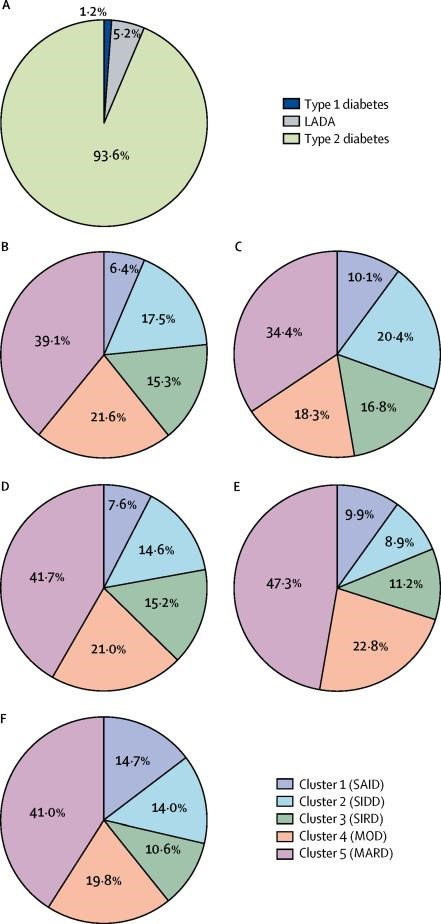 A
1·2%
5·2%
93·6%
Type 1 diabetes
LADA
Type 2 diabetes
B
6·4%
17·5%
15·3%
21·6%
39·1%
C
10·1%
20·4%
16·8%
18·3%
34·4%
D
7·6%
14·6%
15·2%
21·0%
41·7%
E
9·9%
8·9%
11·2%
22·8%
47·3%
F
14·7%
14·0%
10·6%
19·8%
41·0%
Cluster 1 (SAID)
Cluster 2 (SIDD)
Cluster 3 (SIRD)
Cluster 4 (MOD)
Cluster 5 (MARD)